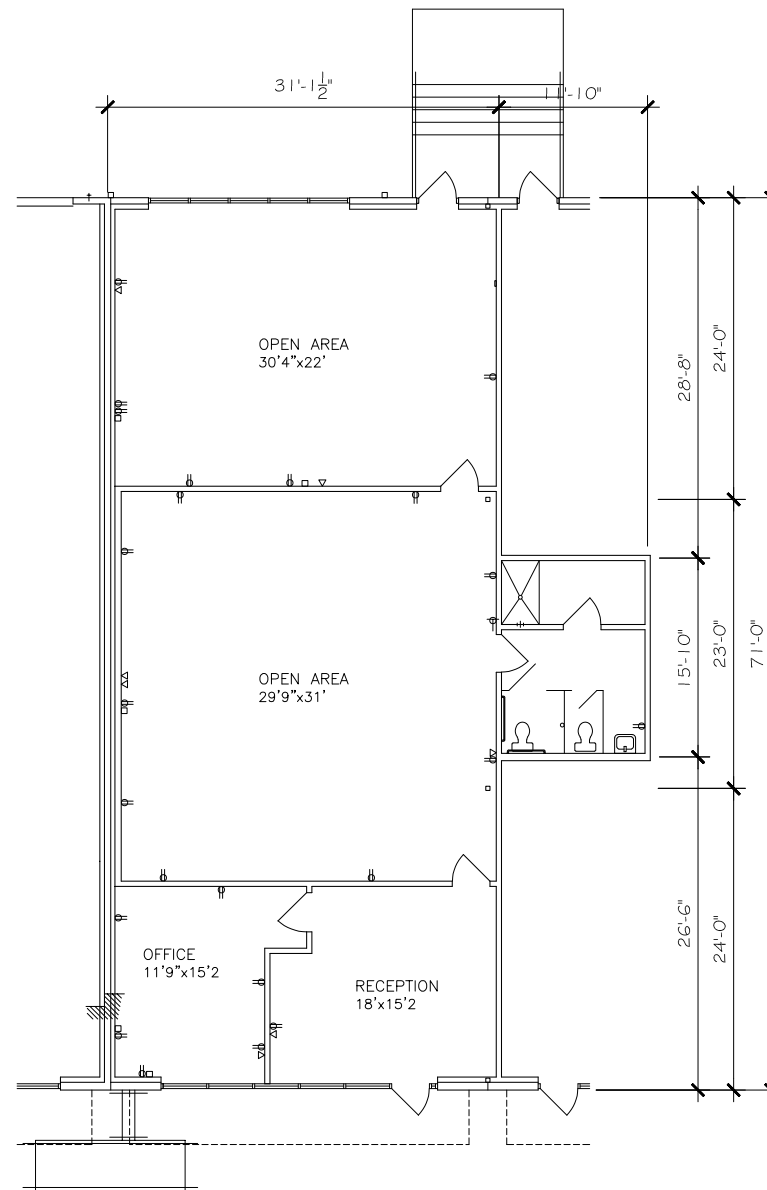 31'-1½"
11'-10"
28'-8"
24'-0"
OPEN AREA
30'4"x22'
15'-10"
23'-0"
71'-0"
OPEN AREA
29'9"x31'
26'-6"
24'-0"
OFFICE
11'9"x15'2
RECEPTION
18'x15'2